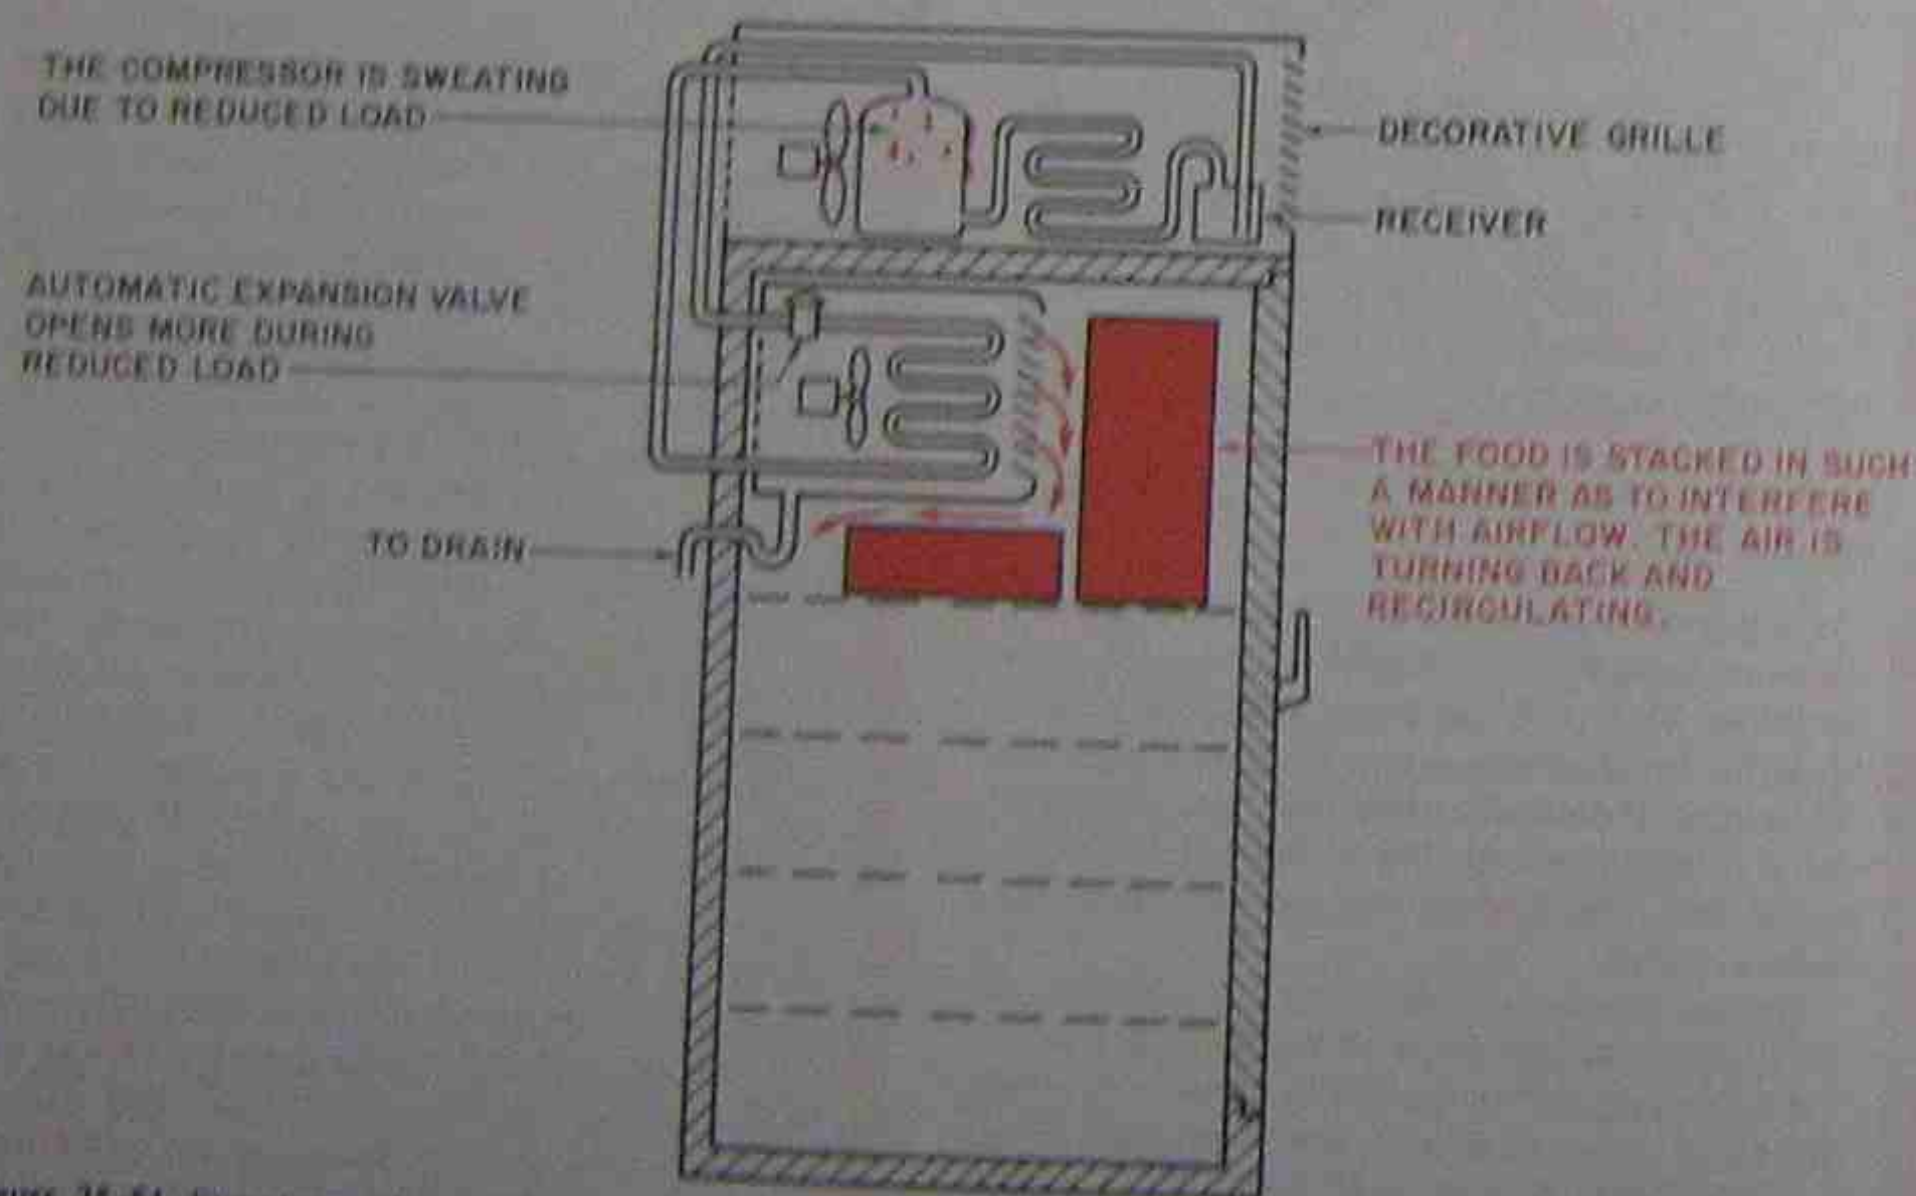 THE COMPRESSOR IS SWEATING
DUE TO REDUCED LOAD
DECORATIVE GRILLE
RECEIVER
AUTOMATIC EXPANSION VALVE
OPENS MORE DURING
REDUCED LOAD
THE FOOD IS STACKED IN SUCH
A MANNER AS TO INTERFERE
WITH AIRFLOW. THE AIR IS
TURNING BACK AND
RECIRCULATING.
TO DRAIN